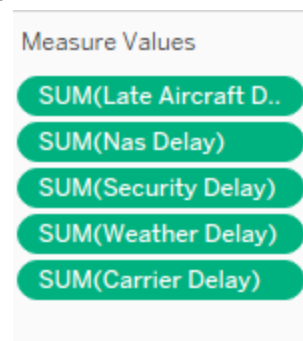 Measure Values
SUM(Late Aircraft D..
SUM(Nas Delay)
SUM(Security Delay)
SUM(Weather Delay)
SUM(Carrier Delay)